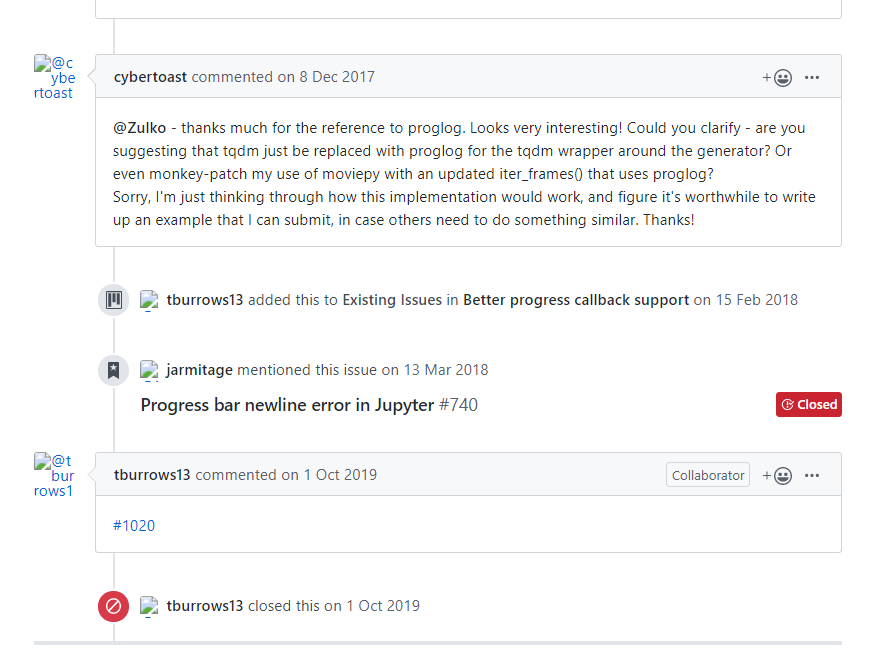 @cybertoast
cybertoast commented on 8 Dec 2017
@Zulko - thanks much for the reference to proglog. Looks very interesting! Could you clarify - are you
suggesting that tqdm just be replaced with proglog for the tqdm wrapper around the generator? Or
even monkey-patch my use of moviepy with an updated iter_frames() that uses proglog?
Sorry, I'm just thinking through how this implementation would work, and figure it's worthwhile to write
up an example that I can submit, in case others need to do something similar. Thanks!
tburrows13 added this to Existing Issues in Better progress callback support on 15 Feb 2018
jarmitage mentioned this issue on 13 Mar 2018
Progress bar newline error in Jupyter #740
Closed
@tburrows1
tburrows13 commented on 1 Oct 2019
Collaborator
#1020
tburrows13 closed this on 1 Oct 2019